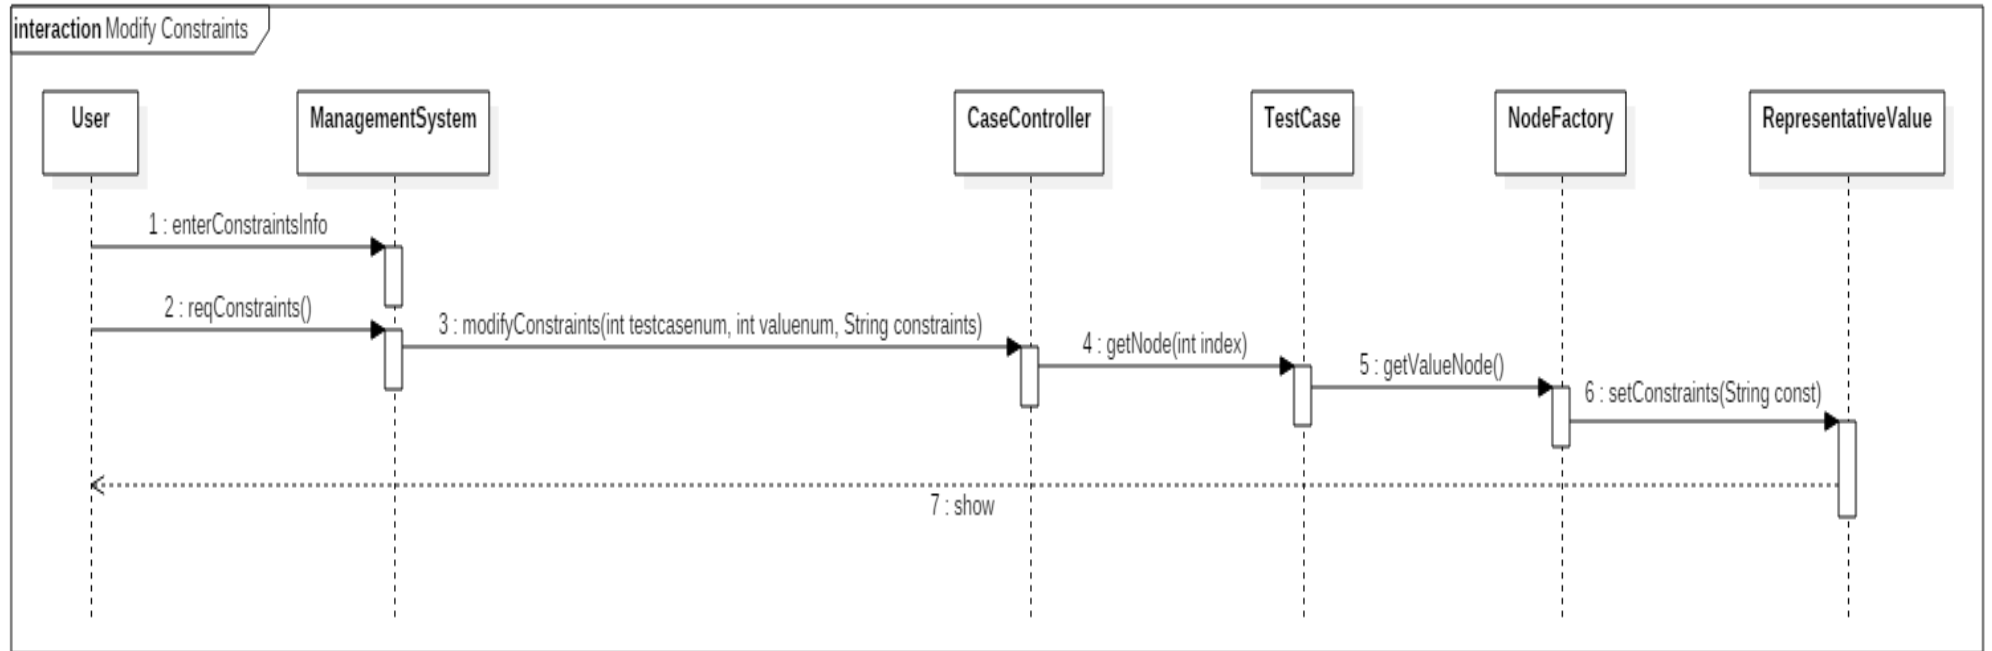 interaction Modify Constraints
User
ManagementSystem
CaseController
TestCase
NodeFactory
RepresentativeValue
1 : enterConstraintsInfo
2 : reqConstraints()
3 : modifyConstraints(int testcasenum, int valuenum, String constraints)
4 : getNode(int index)
5 : getValueNode()
6 : setConstraints(String const)
7 : show